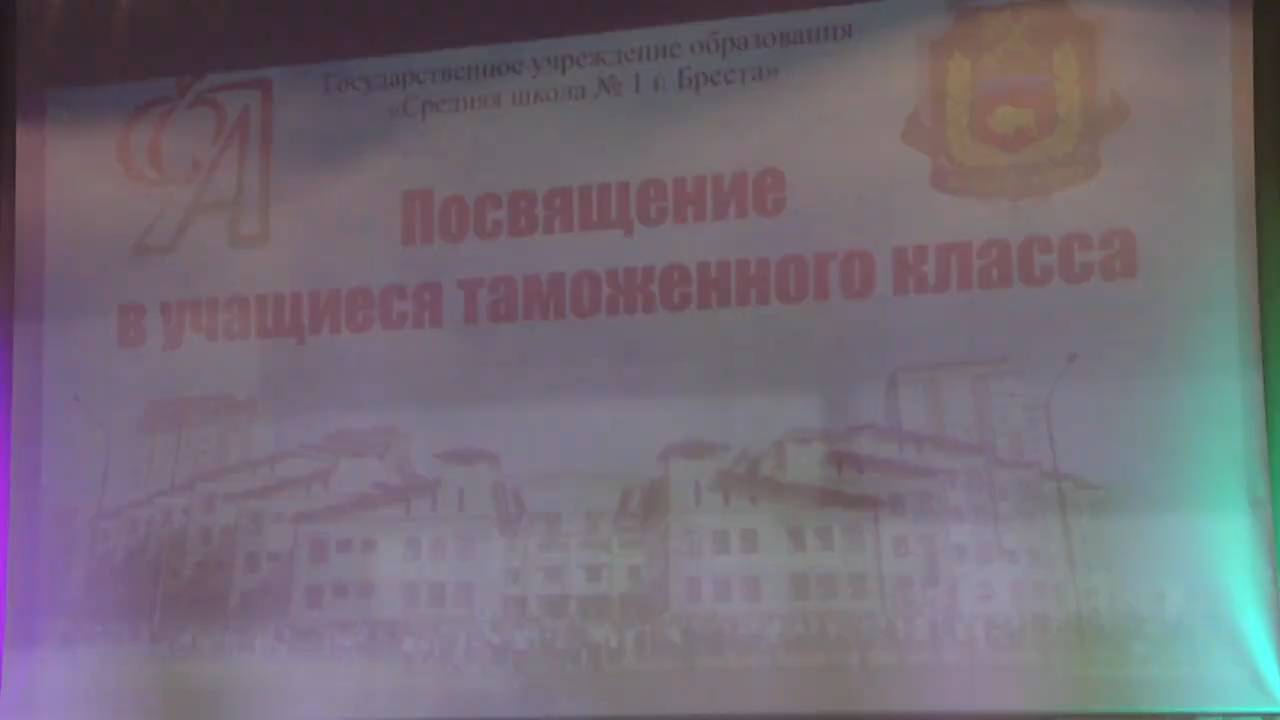 Государственное учреждение образования
«Средняя школа № 1 г. Бреста»
Посвящение
в учащиеся таможенного класса